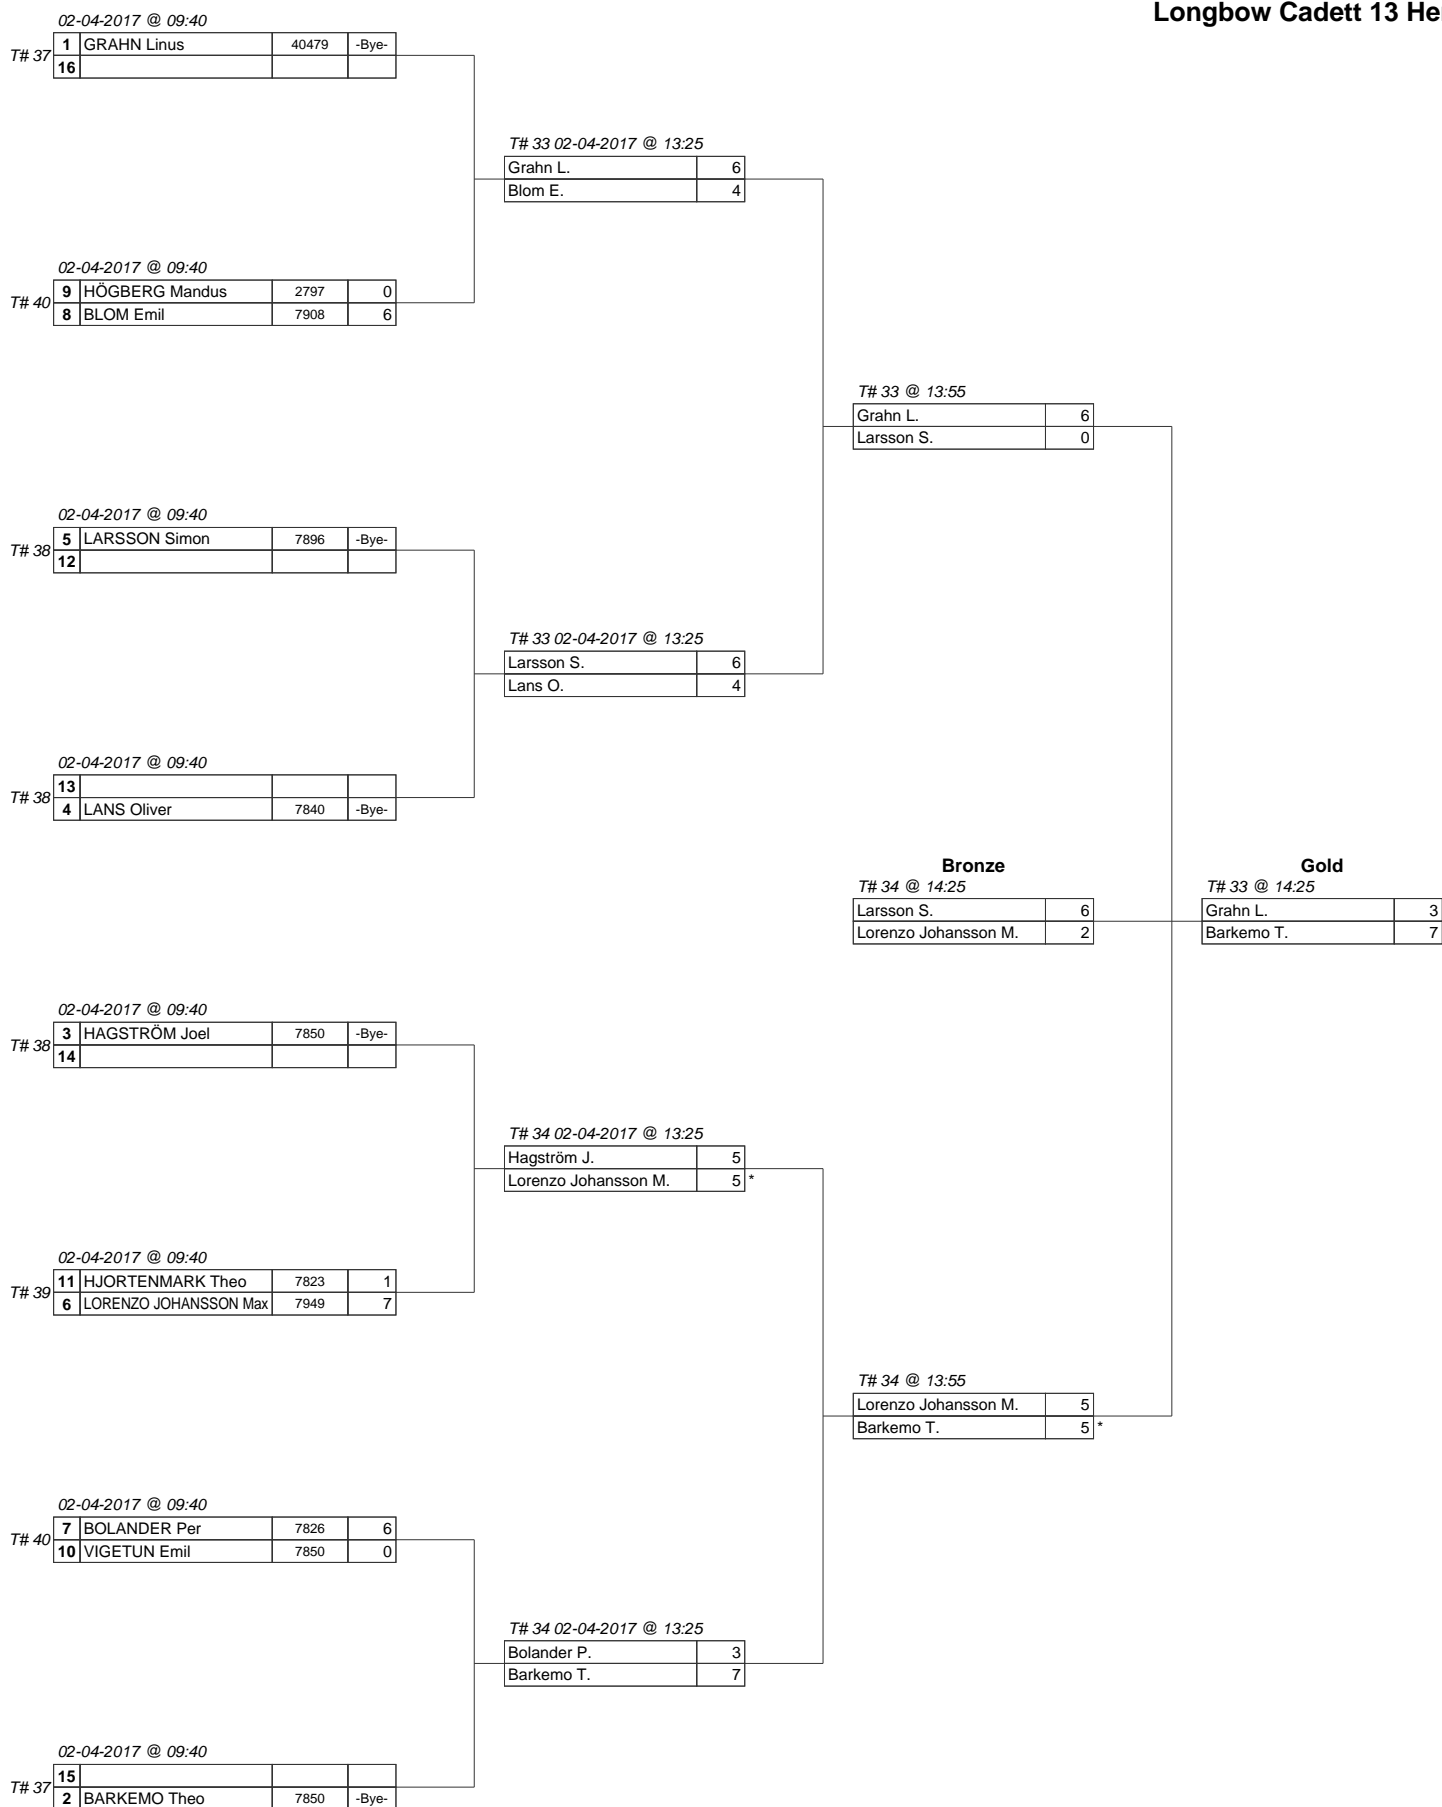 Longbow Cadett 13 He
02-04-2017 @ 09:40
T# 37
1 GRAHN Linus 40479 -Bye-
16
T# 33 02-04-2017 @ 13:25
Grahn L. 6
Blom E. 4
02-04-2017 @ 09:40
T# 40
9 HÖGBERG Mandus 2797 0
8 BLOM Emil 7908 6
T# 33 @ 13:55
Grahn L. 6
Larsson S. 0
02-04-2017 @ 09:40
T# 38
5 LARSSON Simon 7896 -Bye-
12
T# 33 02-04-2017 @ 13:25
Larsson S. 6
Lans O. 4
02-04-2017 @ 09:40
T# 38
13
4 LANS Oliver 7840 -Bye-
Bronze
T# 34 @ 14:25
Larsson S. 6
Lorenzo Johansson M. 2
Gold
T# 33 @ 14:25
Grahn L. 3
Barkemo T. 7
02-04-2017 @ 09:40
T# 38
3 HAGSTRÖM Joel 7850 -Bye-
14
T# 34 02-04-2017 @ 13:25
Hagström J. 5
Lorenzo Johansson M. 5 *
02-04-2017 @ 09:40
T# 39
11 HJORTENMARK Theo 7823 1
6 LORENZO JOHANSSON Max 7949 7
T# 34 @ 13:55
Lorenzo Johansson M. 5
Barkemo T. 5 *
02-04-2017 @ 09:40
T# 40
7 BOLANDER Per 7826 6
10 VIGETUN Emil 7850 0
T# 34 02-04-2017 @ 13:25
Bolander P. 3
Barkemo T. 7
02-04-2017 @ 09:40
T# 37
15
2 BARKEMO Theo 7850 -Bye-